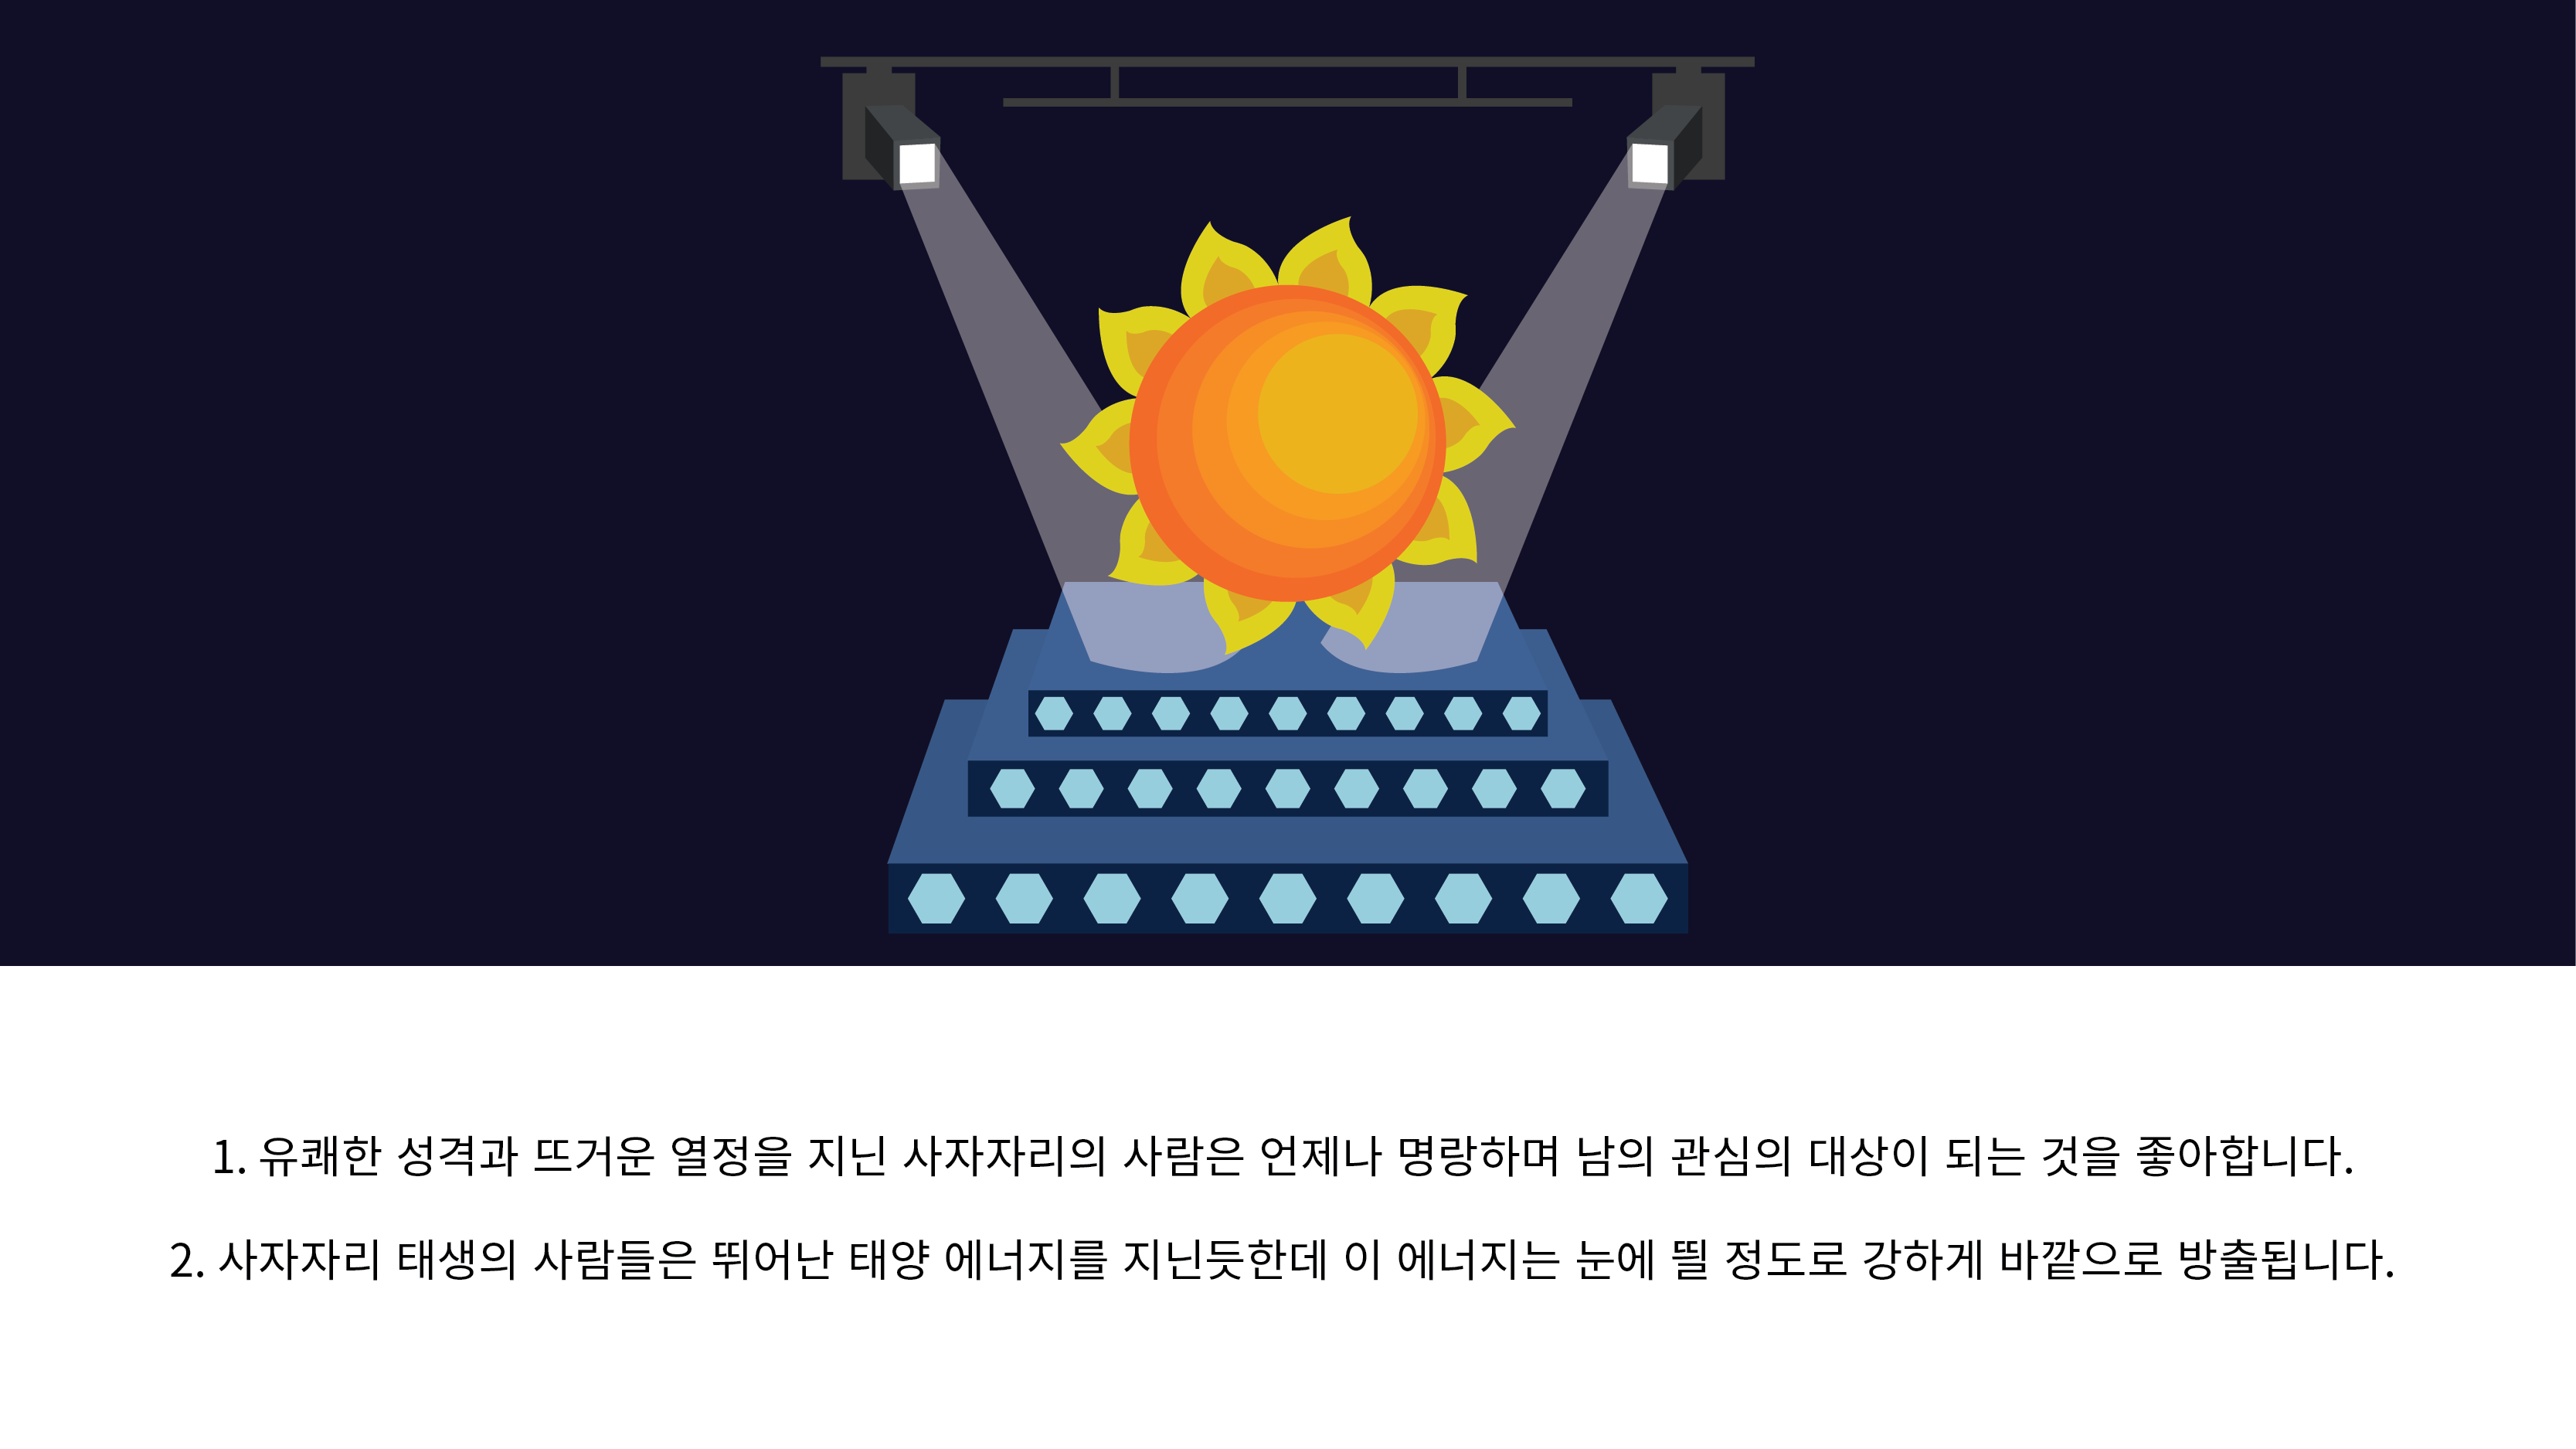 1. 유쾌한 성격과 뜨거운 열정을 지닌 사자자리의 사람은 언제나 명랑하며 남의 관심의 대상이 되는 것을 좋아합니다.
2. 사자자리 태생의 사람들은 뛰어난 태양 에너지를 지닌듯한데 이 에너지는 눈에 띌 정도로 강하게 바깥으로 방출됩니다.